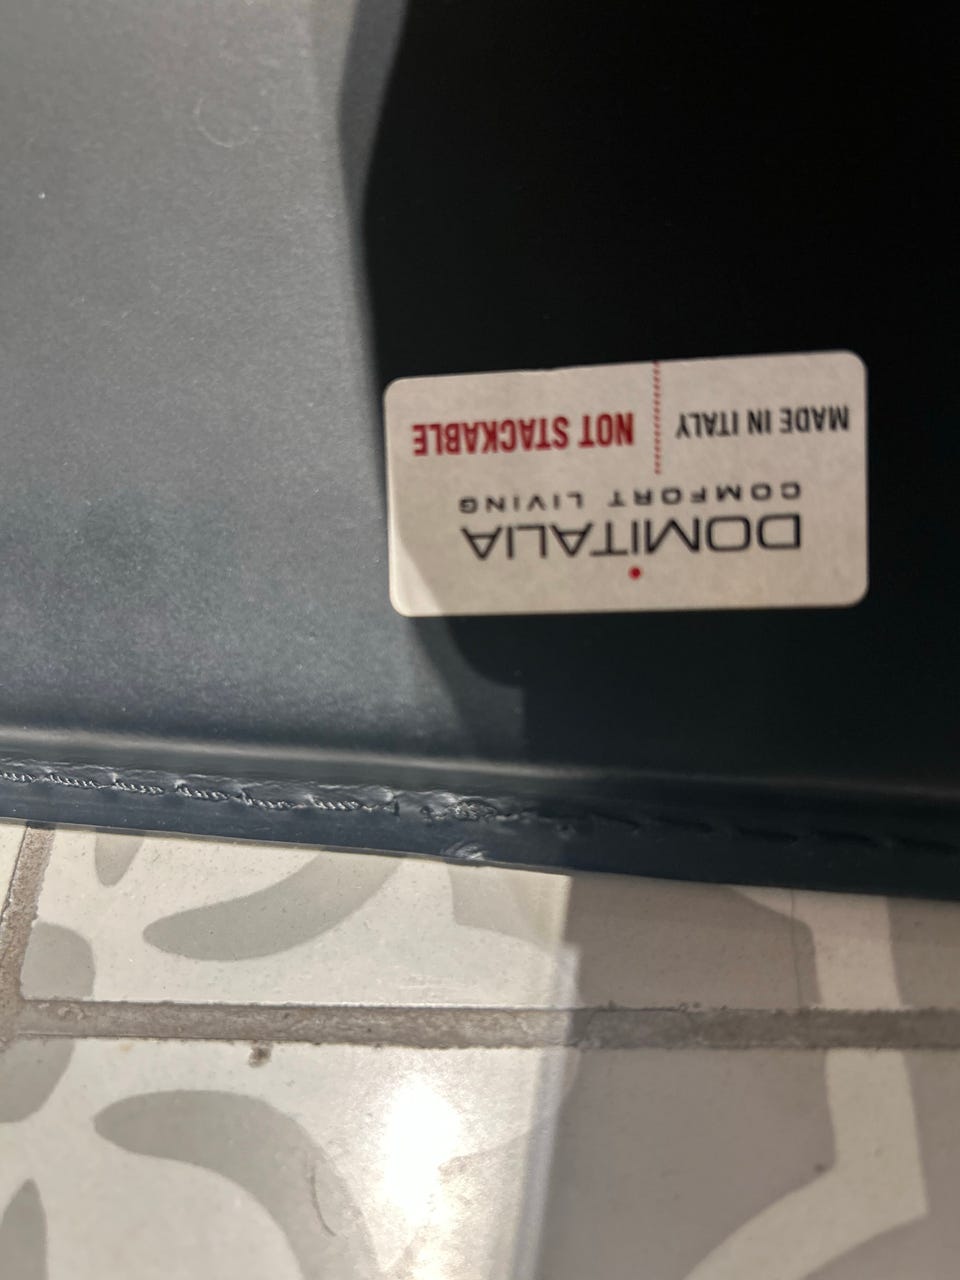 DOMITALIA
COMFORT LIVING
MADE IN ITALY
NOT STACKABLE